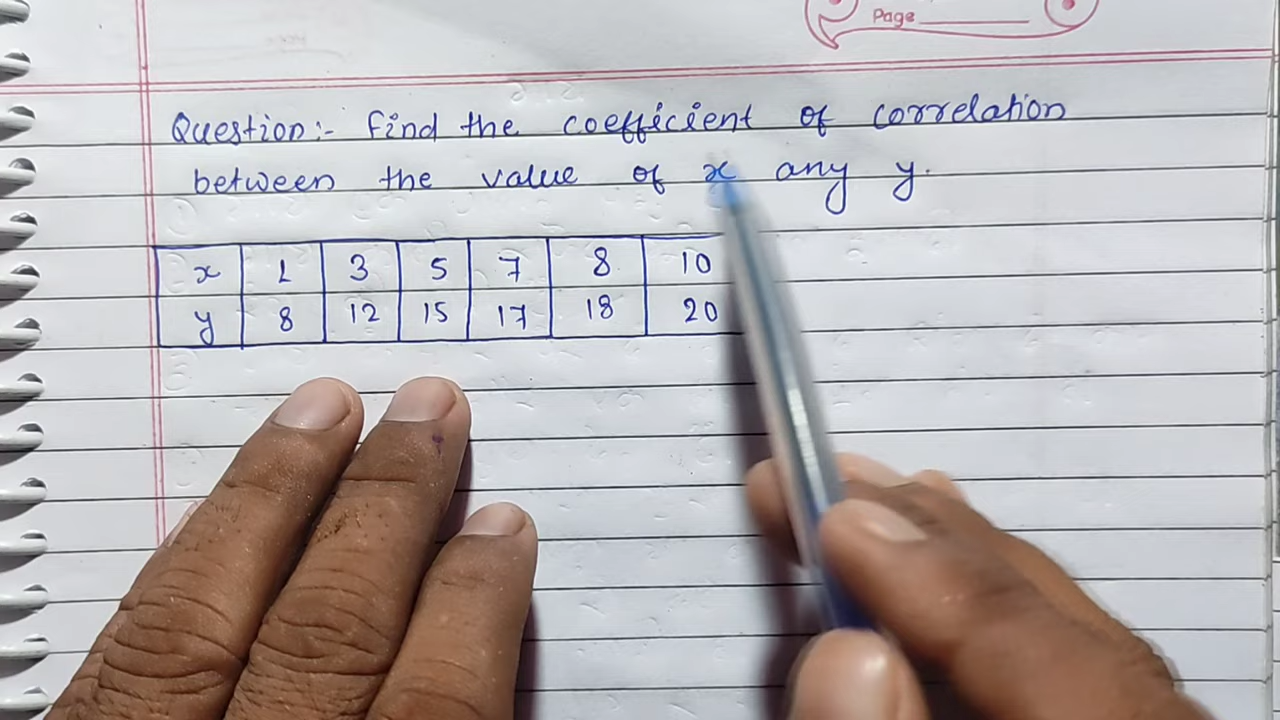 Page
Question:- Find the coefficient of correlation
between the value of x any y.
x 1 3 5 7 8 10
y 8 12 15 17 18 20